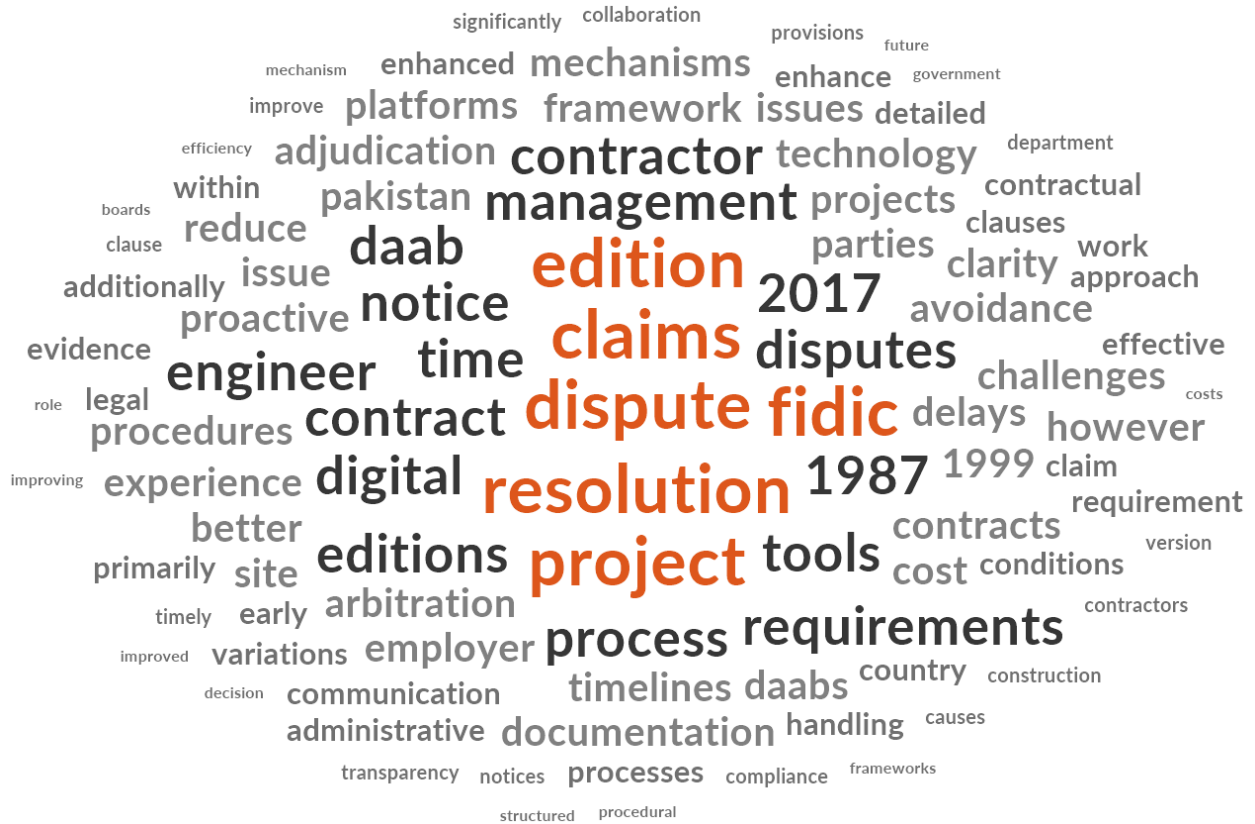 significantly collaboration
provisions
future
mechanism enhanced mechanisms enhance government
improve platforms framework issues detailed
efficiency adjudication contractor technology department
within pakistan management projects contractual
boards reduce daab edition parties clauses
clause issue clarity work
additionally notice 2017 approach
proactive claims avoidance
evidence engineer time disputes effective
challenges
role legal contract dispute fidic delays costs
procedures however
improving experience digital resolution 1987 1999 claim
requirement
better editions project tools contracts version
primarily site cost conditions
timely early arbitration contractors
improved variations employer process requirements
decision communication timelines daabs country construction
administrative documentation handling causes
transparency notices processes compliance frameworks
structured procedural